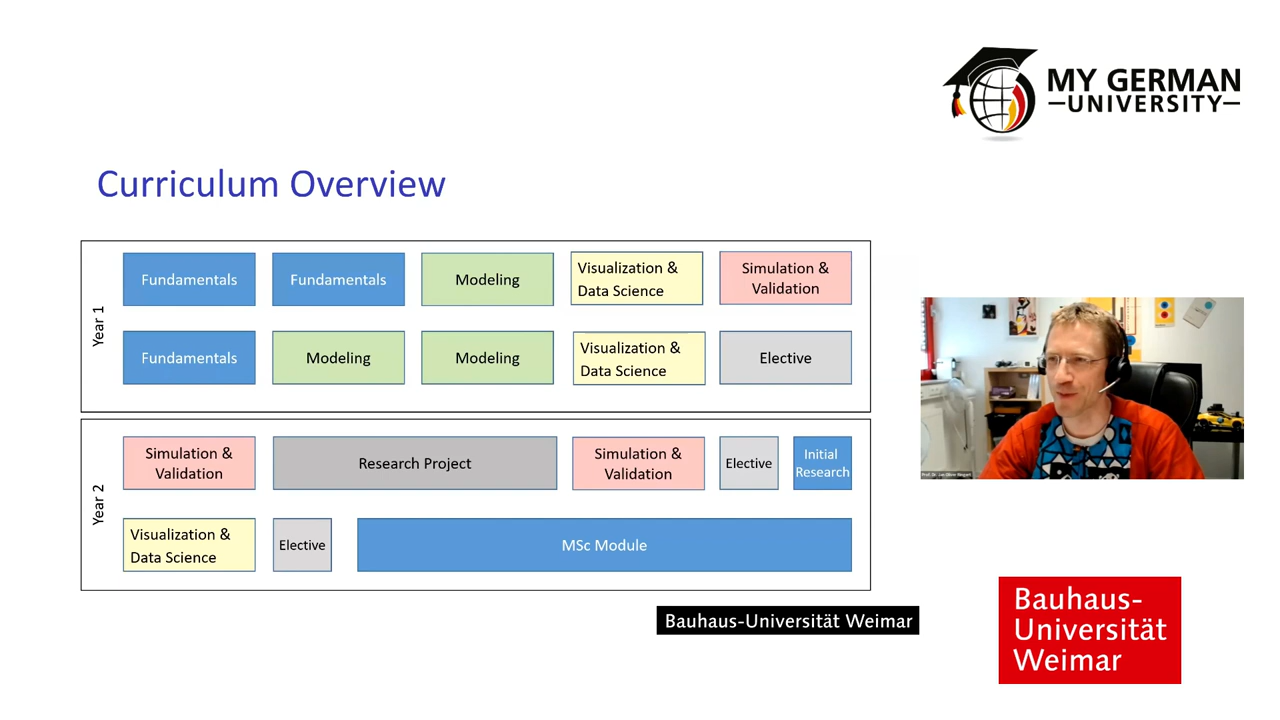 MY GERMAN
UNIVERSITY
Curriculum Overview
Year 1
Fundamentals
Fundamentals
Modeling
Visualization &
Data Science
Simulation &
Validation
Fundamentals
Modeling
Modeling
Visualization &
Data Science
Elective
Year 2
Simulation &
Validation
Research Project
Simulation &
Validation
Elective
Initial
Research
Visualization &
Data Science
Elective
MSc Module
Bauhaus-Universität Weimar
Bauhaus-
Universität
Weimar